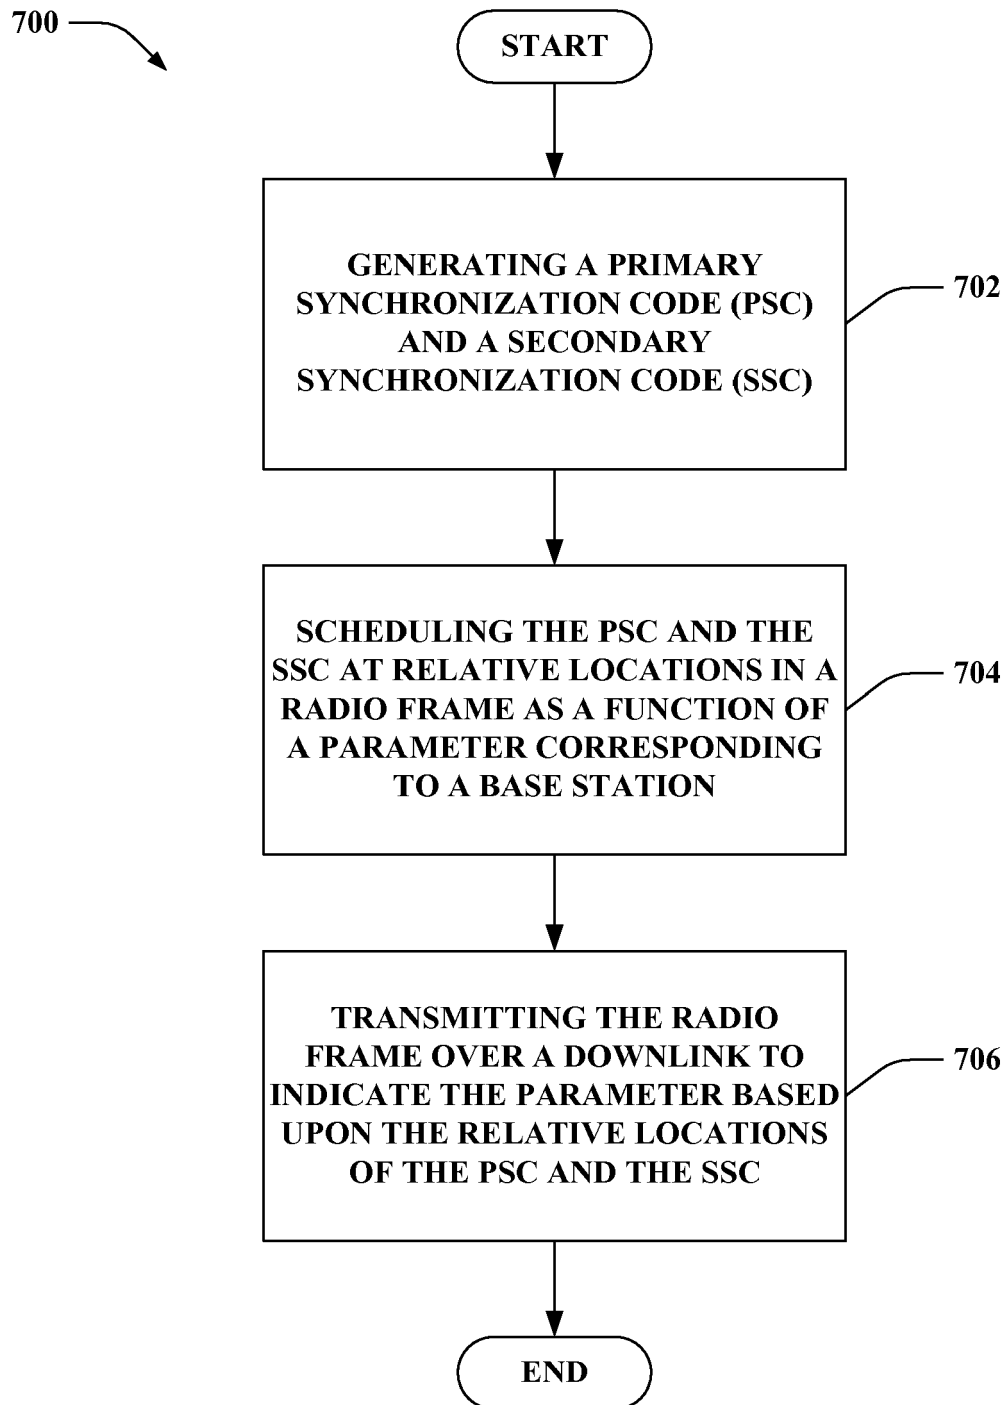 700
START
GENERATING A PRIMARY
SYNCHRONIZATION CODE (PSC)
AND A SECONDARY
SYNCHRONIZATION CODE (SSC)
702
SCHEDULING THE PSC AND THE
SSC AT RELATIVE LOCATIONS IN A
RADIO FRAME AS A FUNCTION OF
A PARAMETER CORRESPONDING
TO A BASE STATION
704
TRANSMITTING THE RADIO
FRAME OVER A DOWNLINK TO
INDICATE THE PARAMETER BASED
UPON THE RELATIVE LOCATIONS
OF THE PSC AND THE SSC
706
END